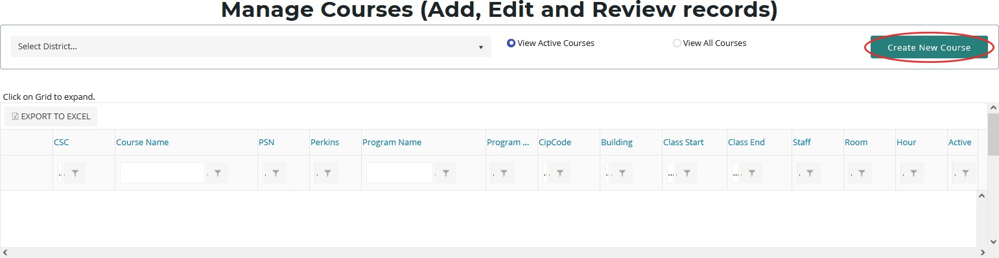 Manage Courses (Add, Edit and Review records)
Select District... View Active Courses View All Courses Create New Course
Click on Grid to expand.
EXPORT TO EXCEL
CSC Course Name PSN Perkins Program Name Program ... CipCode Building Class Start Class End Staff Room Hour Active